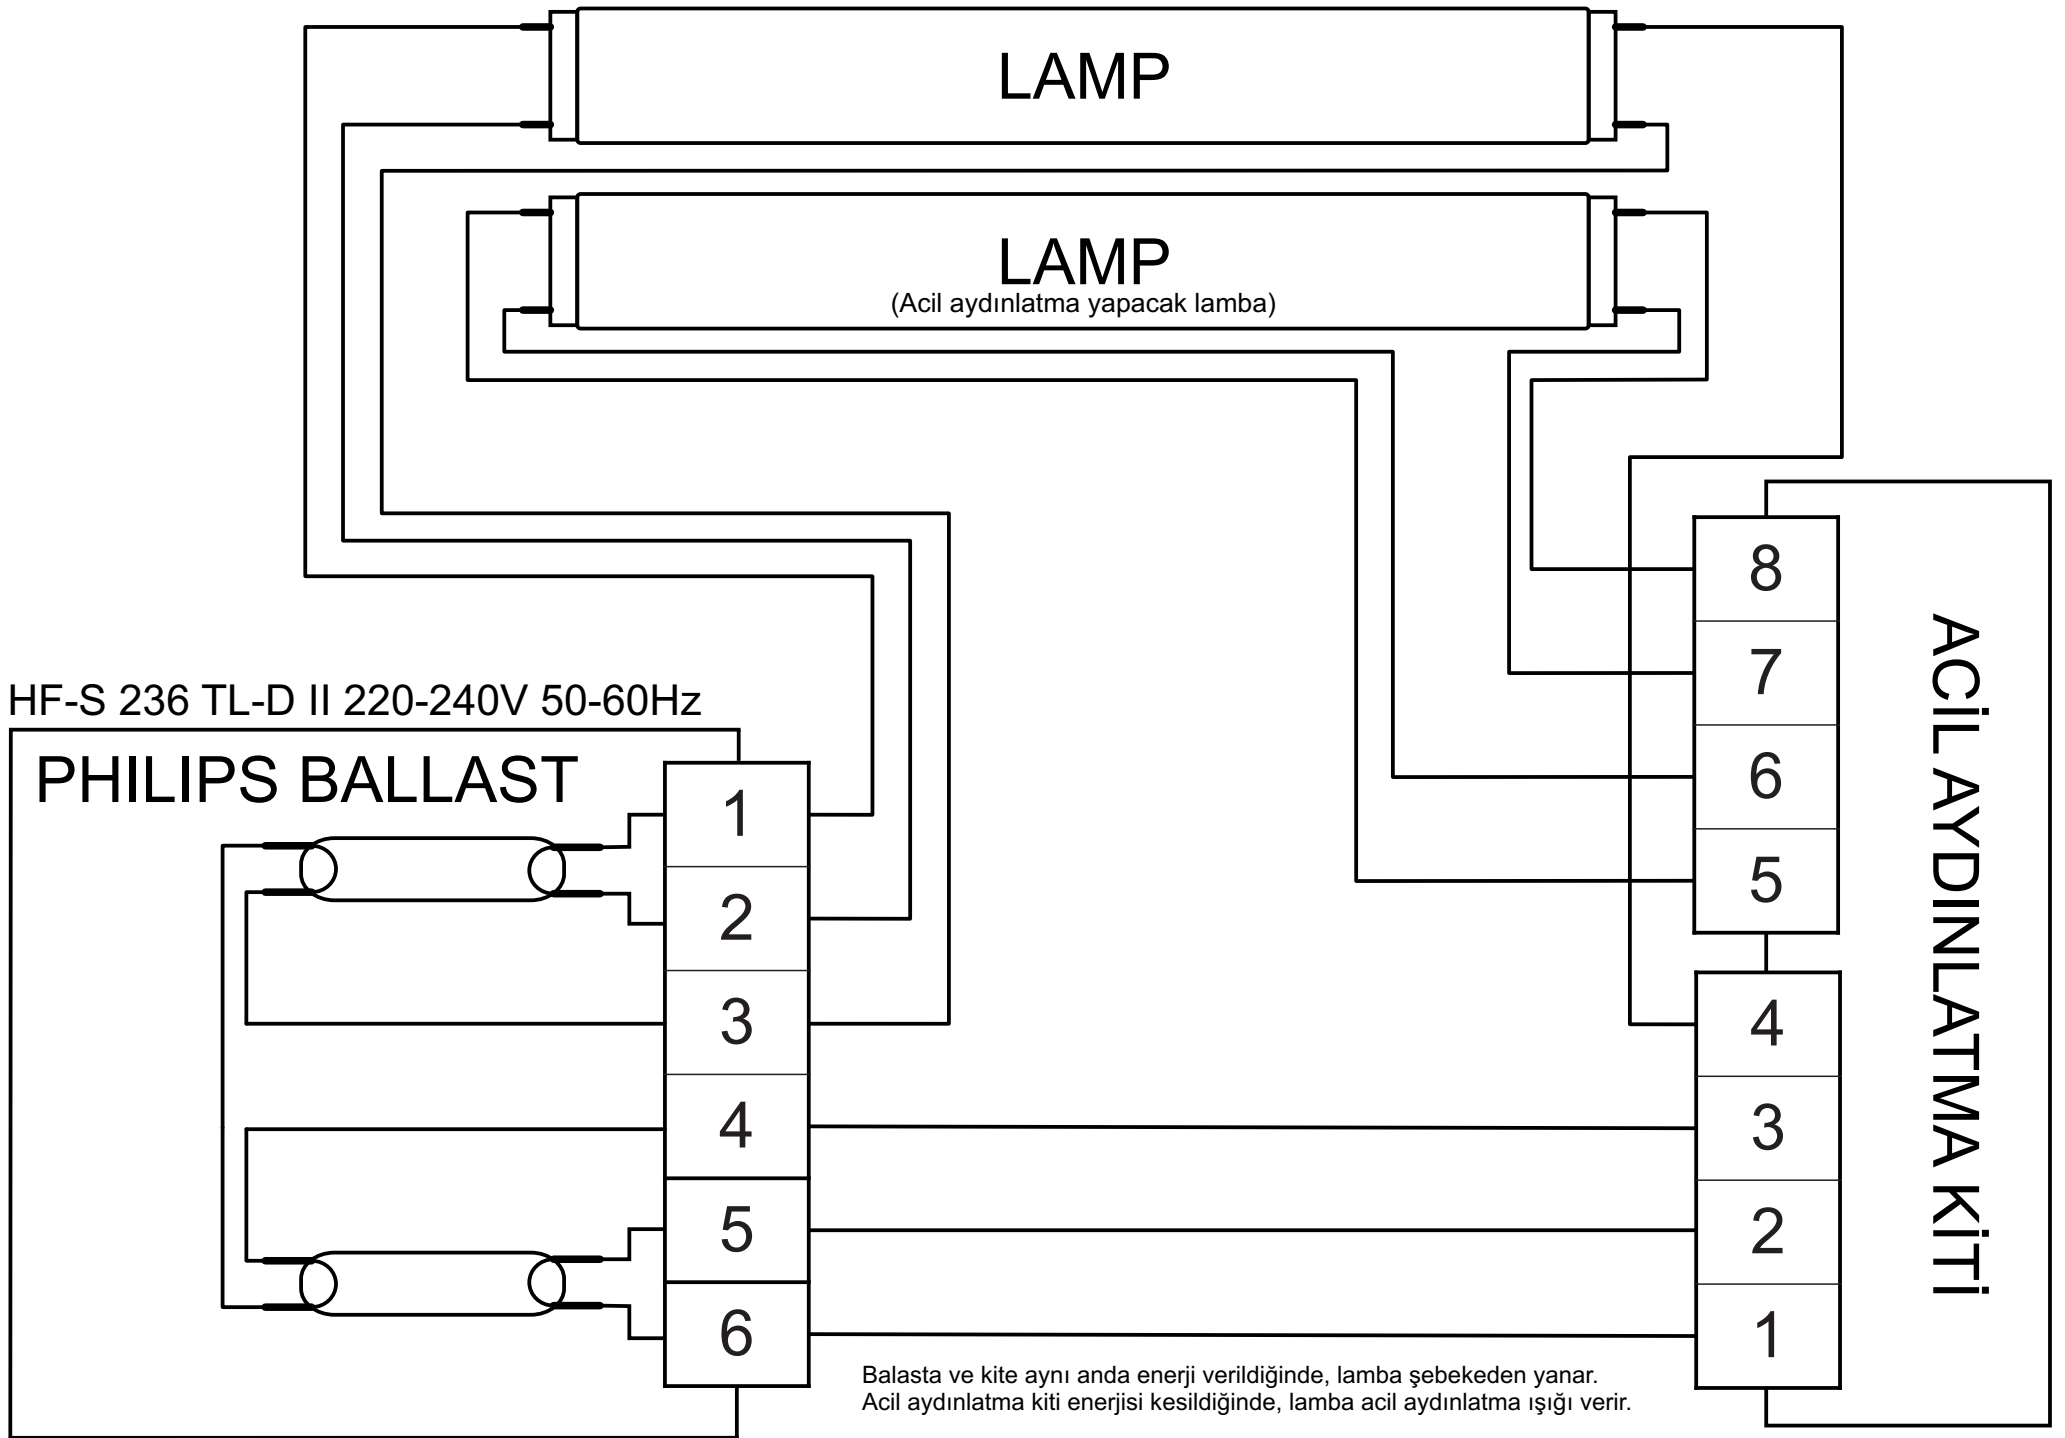 LAMP
LAMP
(Acil aydınlatma yapacak lamba)
HF-S 236 TL-D II 220-240V 50-60Hz
PHILIPS BALLAST
1
2
3
4
5
6
8
7
6
5
4
3
2
1
ACİL AYDINLATMA KİTİ
Balasta ve kite aynı anda enerji verildiğinde, lamba şebekeden yanar.
Acil aydınlatma kiti enerjisi kesildiğinde, lamba acil aydınlatma ışığı verir.